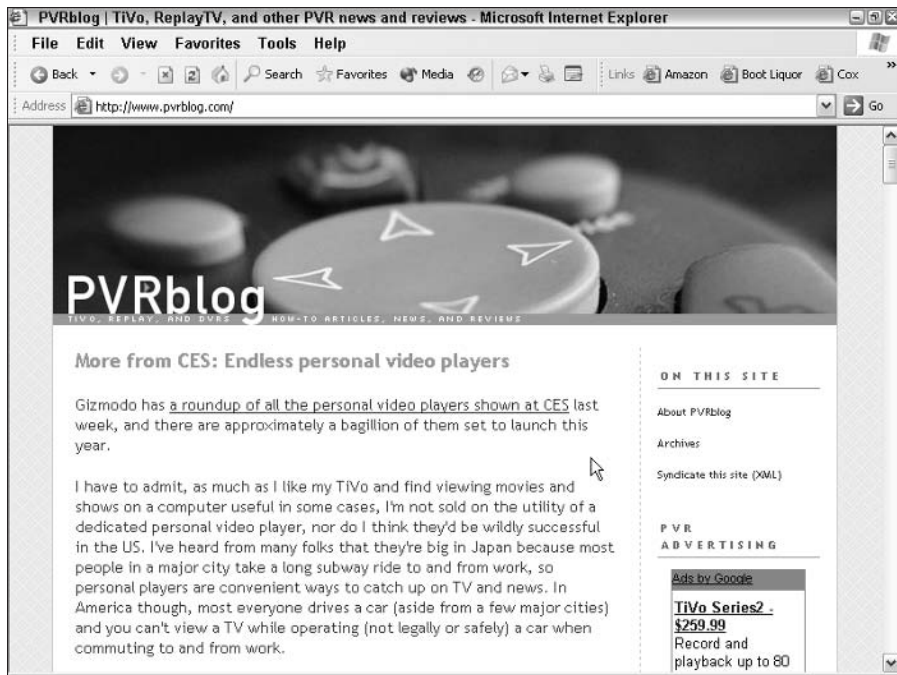 PVRblog | TiVo, ReplayTV, and other PVR news and reviews - Microsoft Internet Explorer
File Edit View Favorites Tools Help
Back Search Favorites Media Links Amazon Boot Liquor Cox »
Address http://www.pvrblog.com/ Go
PVRblog
TIVO, REPLAY, AND DVRS HOW-TO ARTICLES, NEWS, AND REVIEWS
More from CES: Endless personal video players
Gizmodo has a roundup of all the personal video players shown at CES last
week, and there are approximately a bagillion of them set to launch this
year.
I have to admit, as much as I like my TiVo and find viewing movies and
shows on a computer useful in some cases, I'm not sold on the utility of a
dedicated personal video player, nor do I think they'd be wildly successful
in the US. I've heard from many folks that they're big in Japan because most
people in a major city take a long subway ride to and from work, so
personal players are convenient ways to catch up on TV and news. In
America though, most everyone drives a car (aside from a few major cities)
and you can't view a TV while operating (not legally or safely) a car when
commuting to and from work.
ON THIS SITE
About PVRblog
Archives
Syndicate this site (XML)
PVR
ADVERTISING
Ads by Google
TiVo Series2 -
$259.99
Record and
playback up to 80